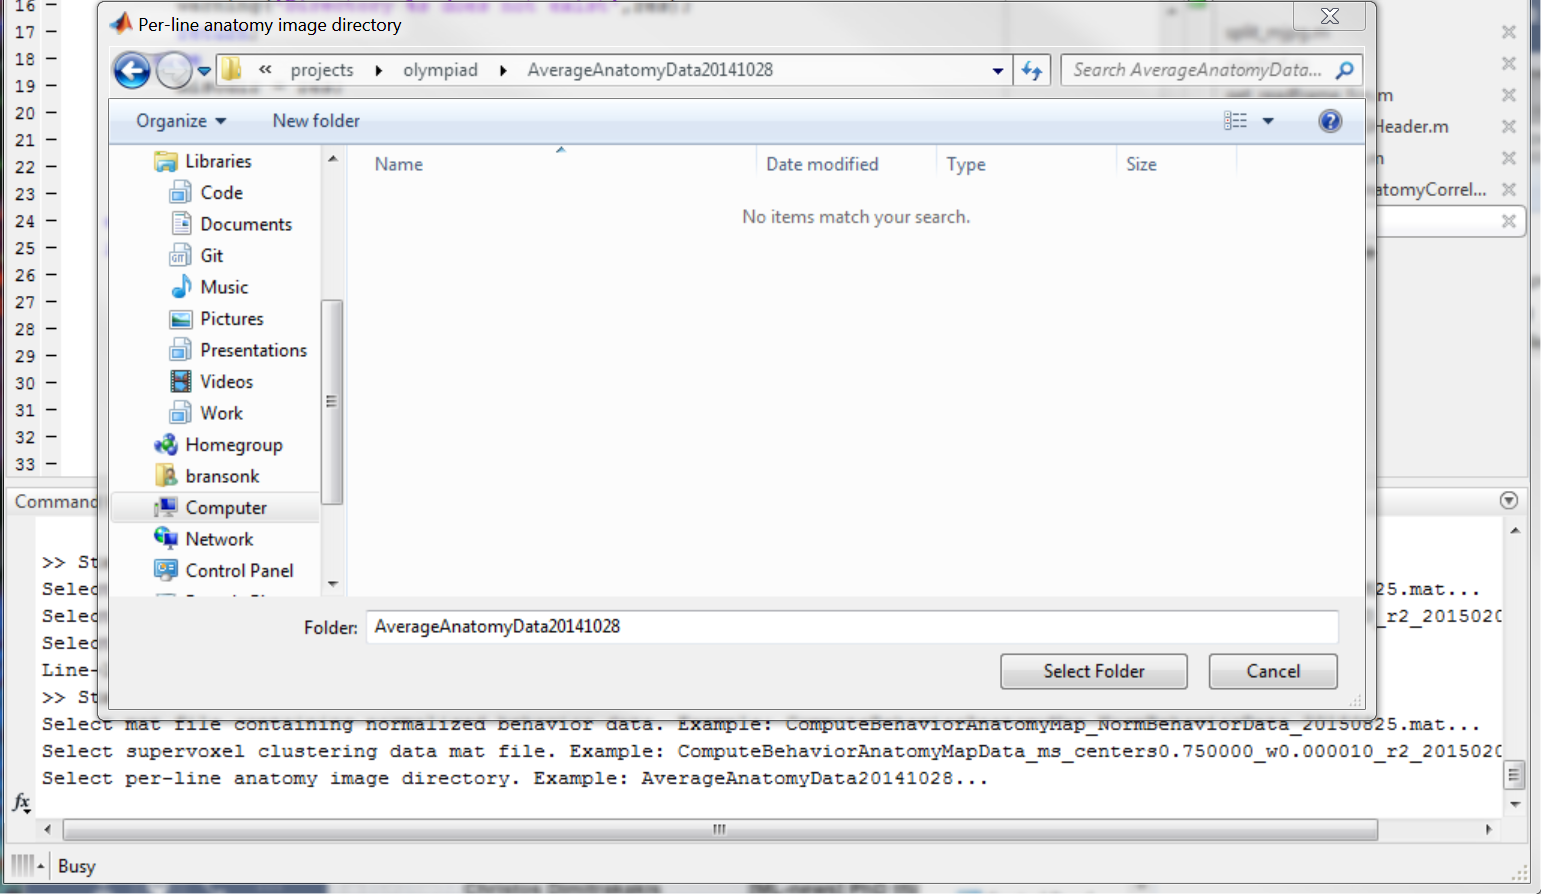 16 -
17 -
18 -
19 -
20 -
21 -
22 -
23 -
24 -
25 -
26 -
27 -
28 -
29 -
30 -
31 -
32 -
33 -
Per-line anatomy image directory
« projects ▸ olympiad ▸ AverageAnatomyData20141028
Search AverageAnatomyData...
Organize
New folder
Libraries
Code
Documents
Git
Music
Pictures
Presentations
Videos
Work
Homegroup
bransonk
Computer
Network
Control Panel
Name
Date modified
Type
Size
No items match your search.
Folder: AverageAnatomyData20141028
Select Folder
Cancel
Header.m
atomyCorrel...
Command
>> St
Selec 25.mat...
Selec _r2_201502
Selec
Line-
>> St
Select mat file containing normalized behavior data. Example: ComputeBehaviorAnatomyMap_NormBehaviorData_20150825.mat...
Select supervoxel clustering data mat file. Example: ComputeBehaviorAnatomyMapData_ms_centers0.750000_w0.000010_r2_201502
Select per-line anatomy image directory. Example: AverageAnatomyData20141028...
fx
Busy